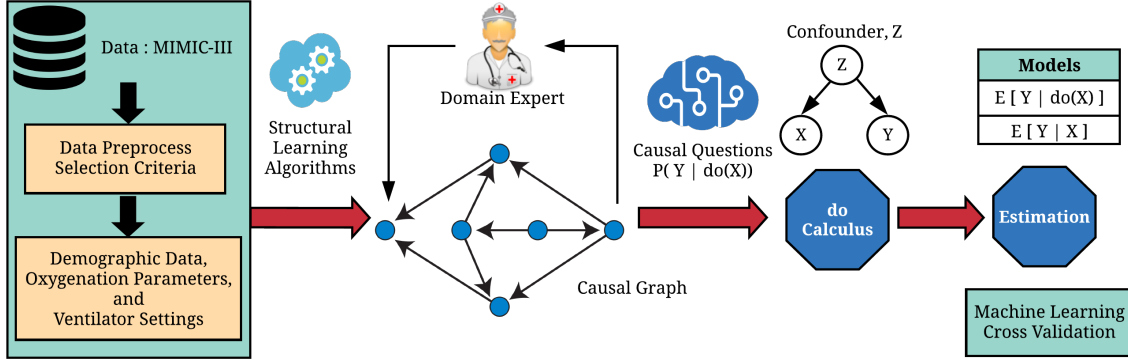 Data : MIMIC-III
Data Preprocess
Selection Criteria
Demographic Data,
Oxygenation Parameters,
and
Ventilator Settings
Structural
Learning
Algorithms
Domain Expert
Causal Graph
Causal Questions
P( Y | do(X))
Confounder, Z
Z
X
Y
do
Calculus
Models
E [ Y | do(X) ]
E [ Y | X ]
Estimation
Machine Learning
Cross Validation